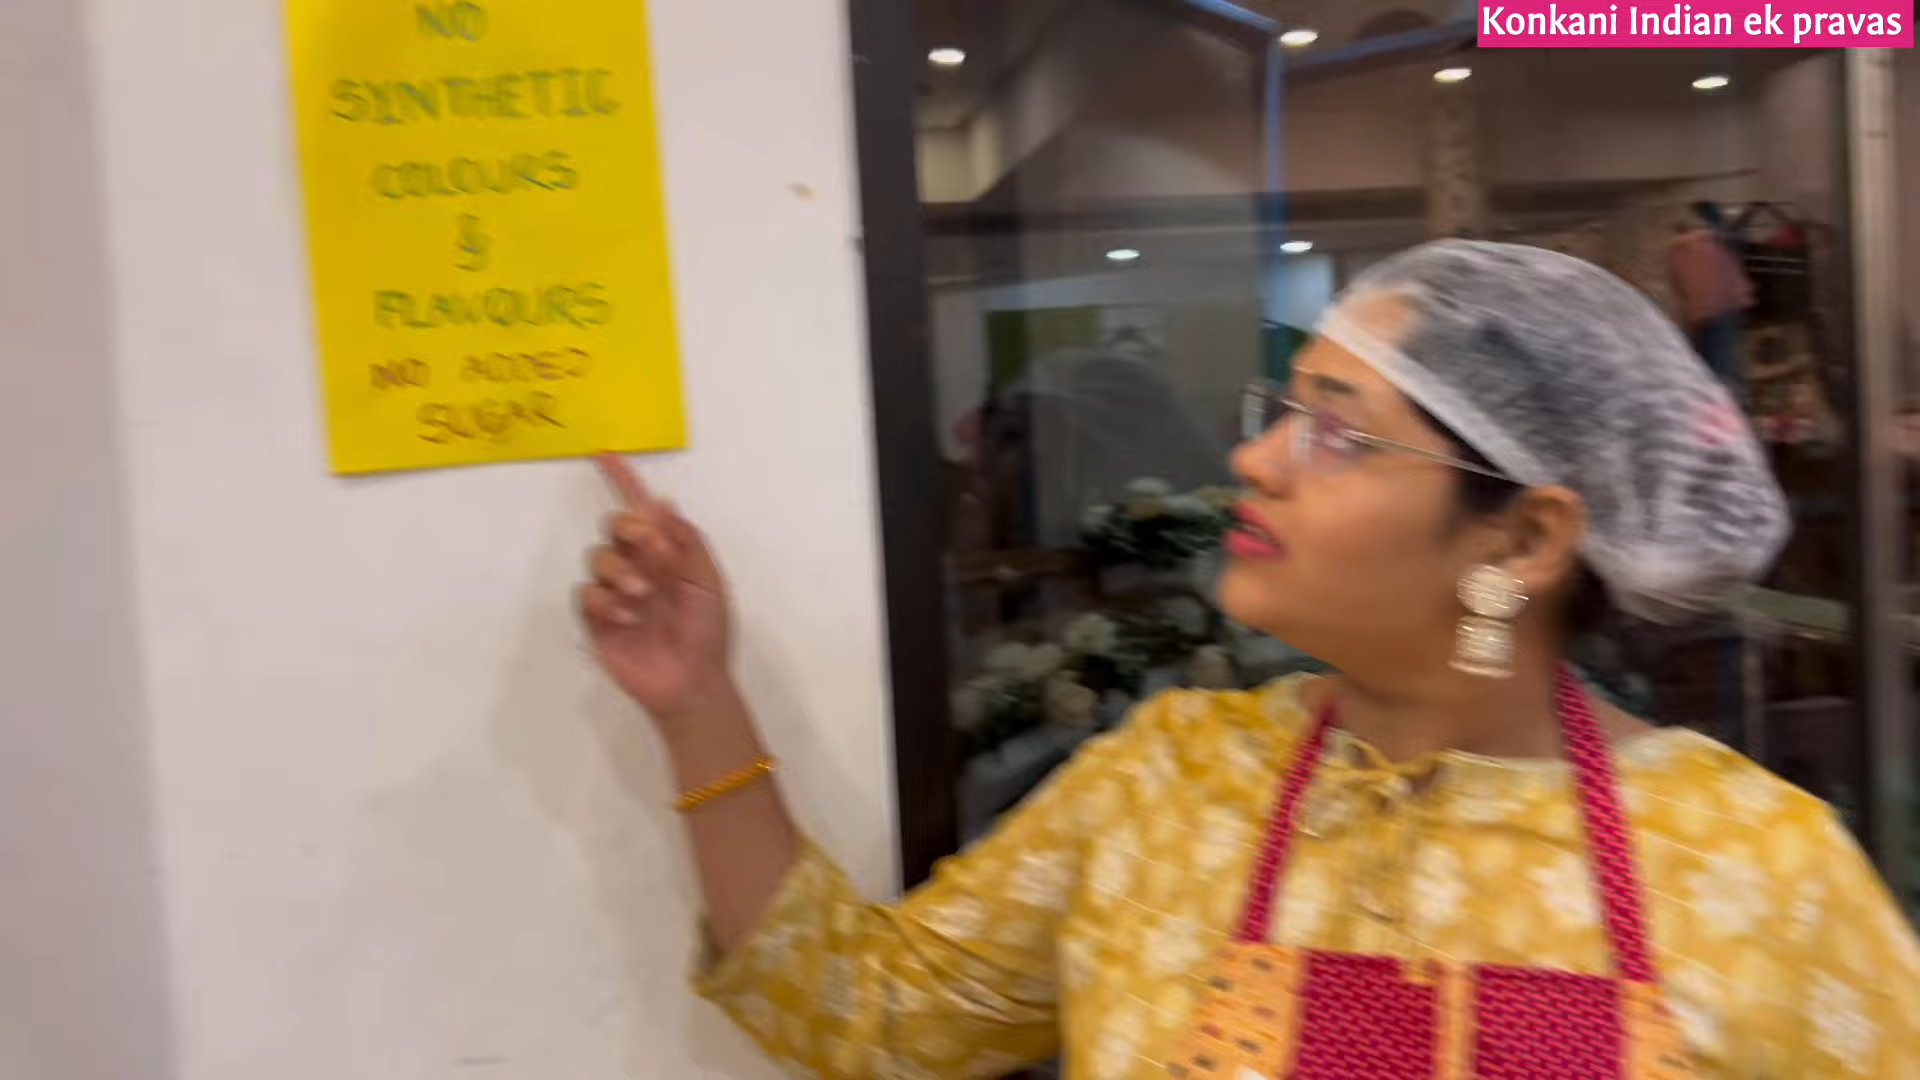 Konkani Indian ek pravas
NO
SYNTHETIC
COLOURS
&
FLAVOURS
NO ADDED
SUGAR